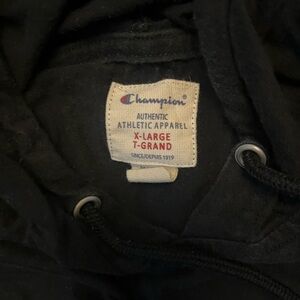 Champion
AUTHENTIC
ATHLETIC APPAREL
X-LARGE
T-GRAND
SINCE/DEPUIS 1919